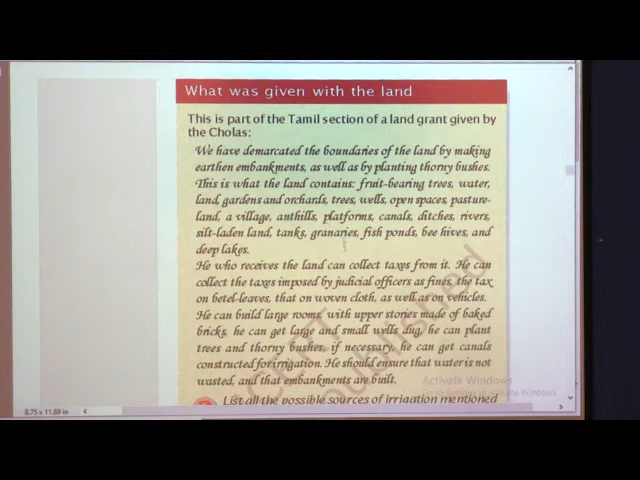 What was given with the land
This is part of the Tamil section of a land grant given by
the Cholas:
We have demarcated the boundaries of the land by making
earthen embankments, as well as by planting thorny bushes.
This is what the land contains: fruit-bearing trees, water,
land, gardens and orchards, trees, wells, open spaces, pasture-
land, a village, anthills, platforms, canals, ditches, rivers,
silt-laden land, tanks, granaries, fish ponds, bee hives, and
deep lakes.
He who receives the land can collect taxes from it. He can
collect the taxes imposed by judicial officers as fines, the tax
on betel-leaves, that on woven cloth, as well as on vehicles.
He can build large rooms, with upper stories made of baked
bricks, he can get large and small wells dug, he can plant
trees and thorny bushes, if necessary, he can get canals
constructed for irrigation. He should ensure that water is not
wasted, and that embankments are built.
Activate Windows
Go to Settings to activate Windows.
List all the possible sources of irrigation mentioned
8.75 x 11.69 in
published